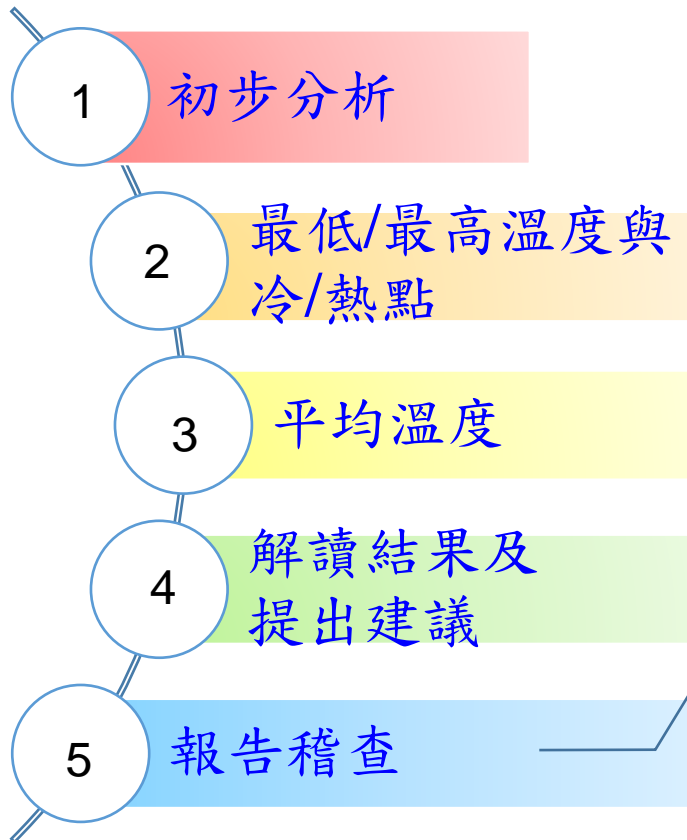 1 初步分析
2 最低/最高溫度與
冷/熱點
3 平均溫度
4 解讀結果及
提出建議
5 報告稽查